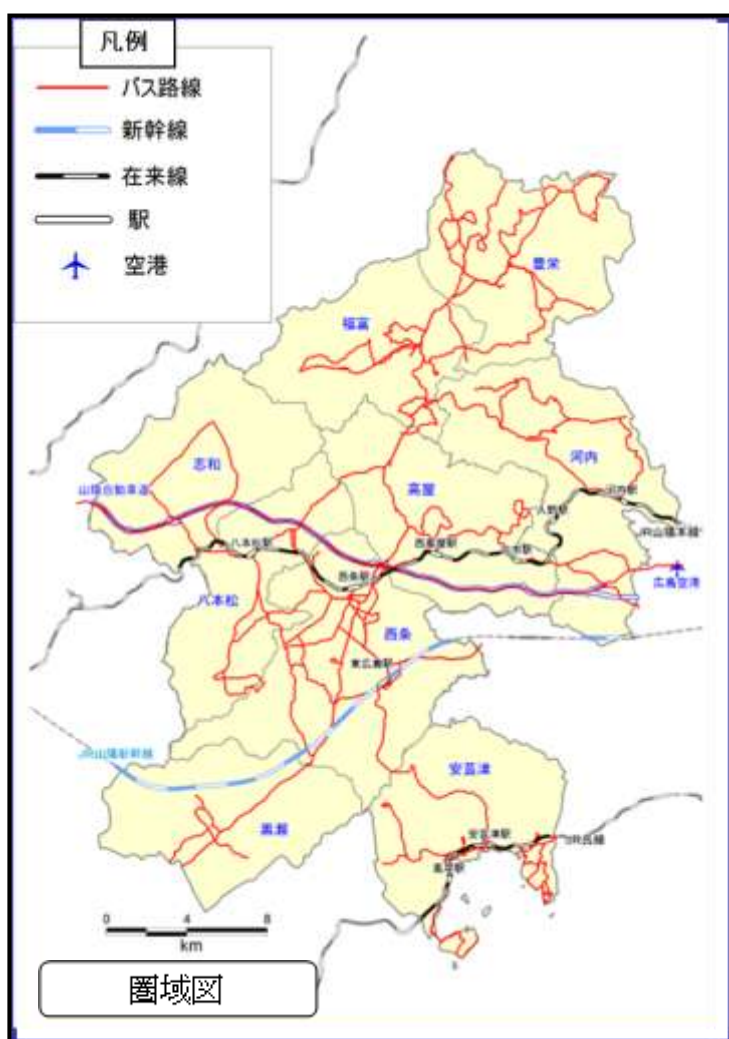 凡例
バス路線
新幹線
在来線
駅
空港
豊栄
福富
河内
志和
高屋
山陽自動車道
入野駅
河内駅
JR山陽本線
八本松駅
西高屋駅
西条駅
広島空港
八本松
西条
東広島駅
JR山陽新幹線
安芸津
黒瀬
安芸津駅
JR呉線
風早駅
0 4 8
km
圏域図